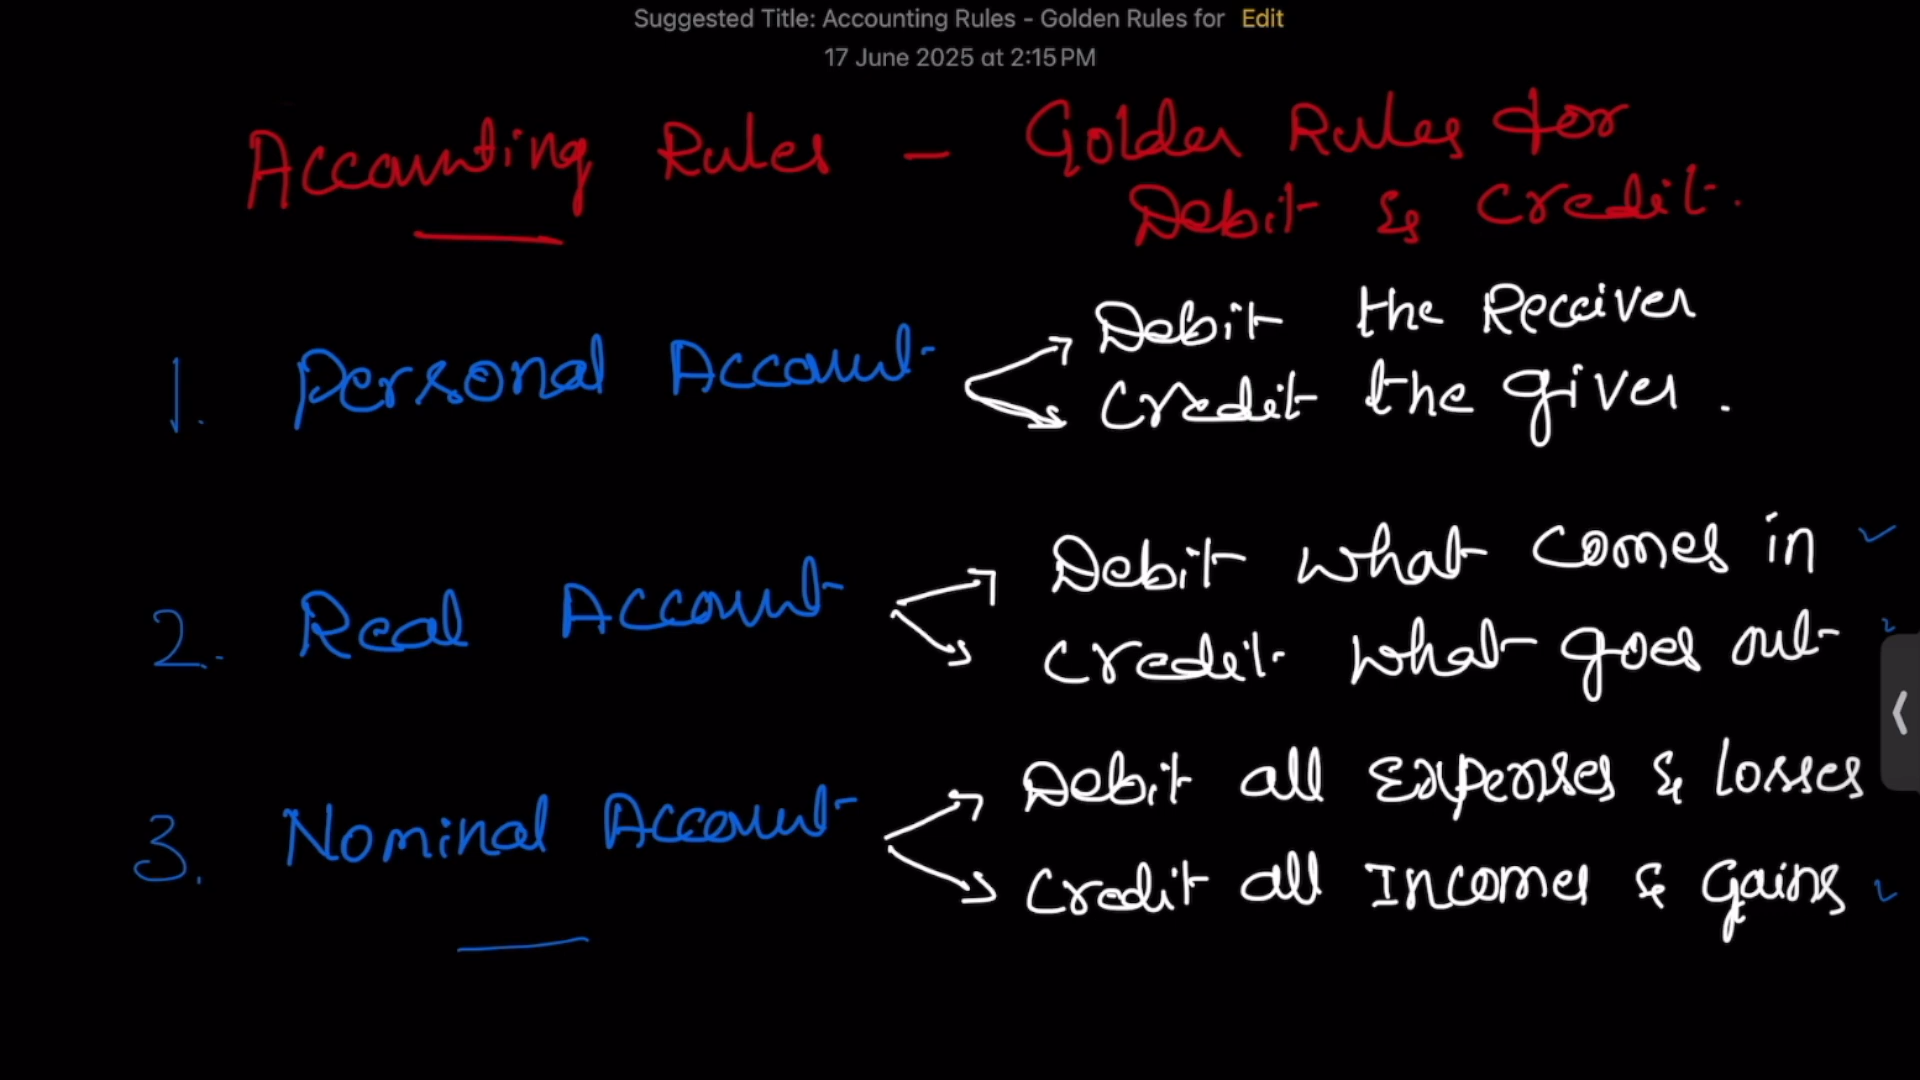 Suggested Title: Accounting Rules - Golden Rules for Edit
17 June 2025 at 2:15 PM
Accounting Rules - Golden Rules for
Debit & Credit.
1. Personal Account
Debit the Receiver
Credit the giver.
2. Real Account
Debit what comes in
Credit what goes out
3. Nominal Account
Debit all Expenses & Losses
Credit all Incomes & Gains